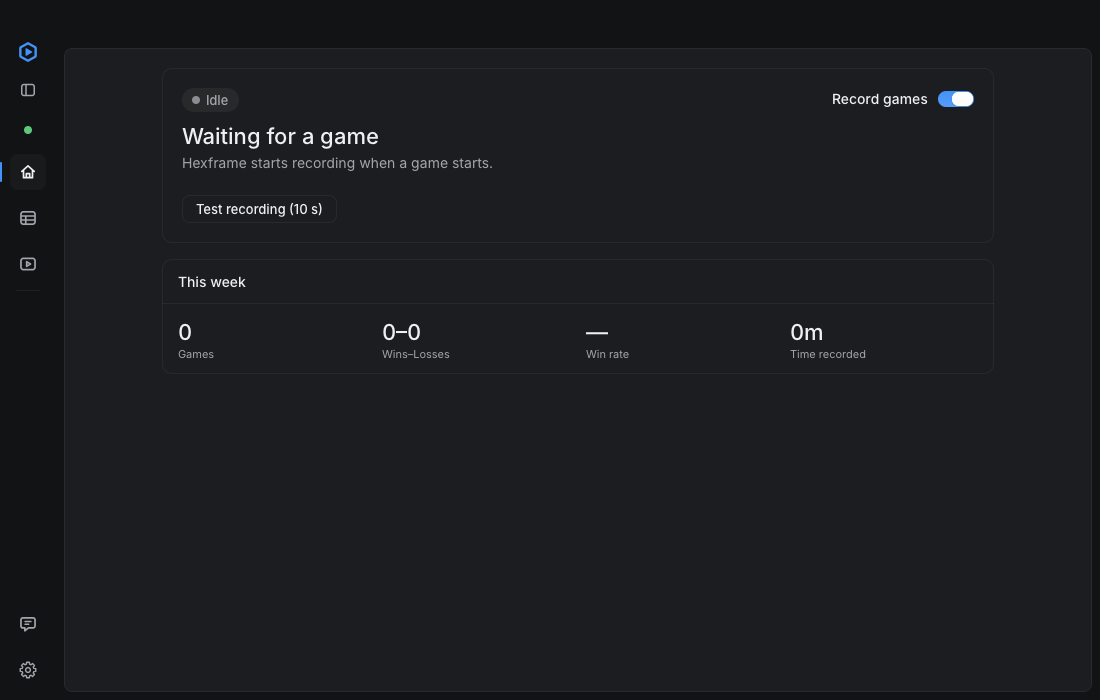 Idle
Record games
Waiting for a game
Hexframe starts recording when a game starts.
Test recording (10 s)
This week
0
Games
0–0
Wins–Losses
—
Win rate
0m
Time recorded